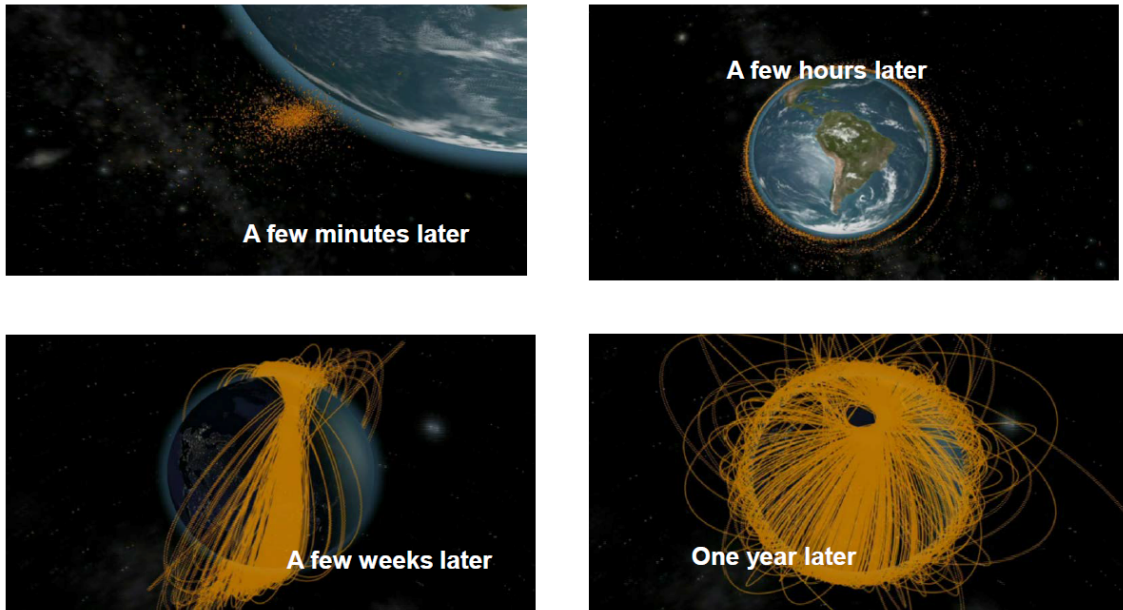 A few minutes later
A few hours later
A few weeks later
One year later